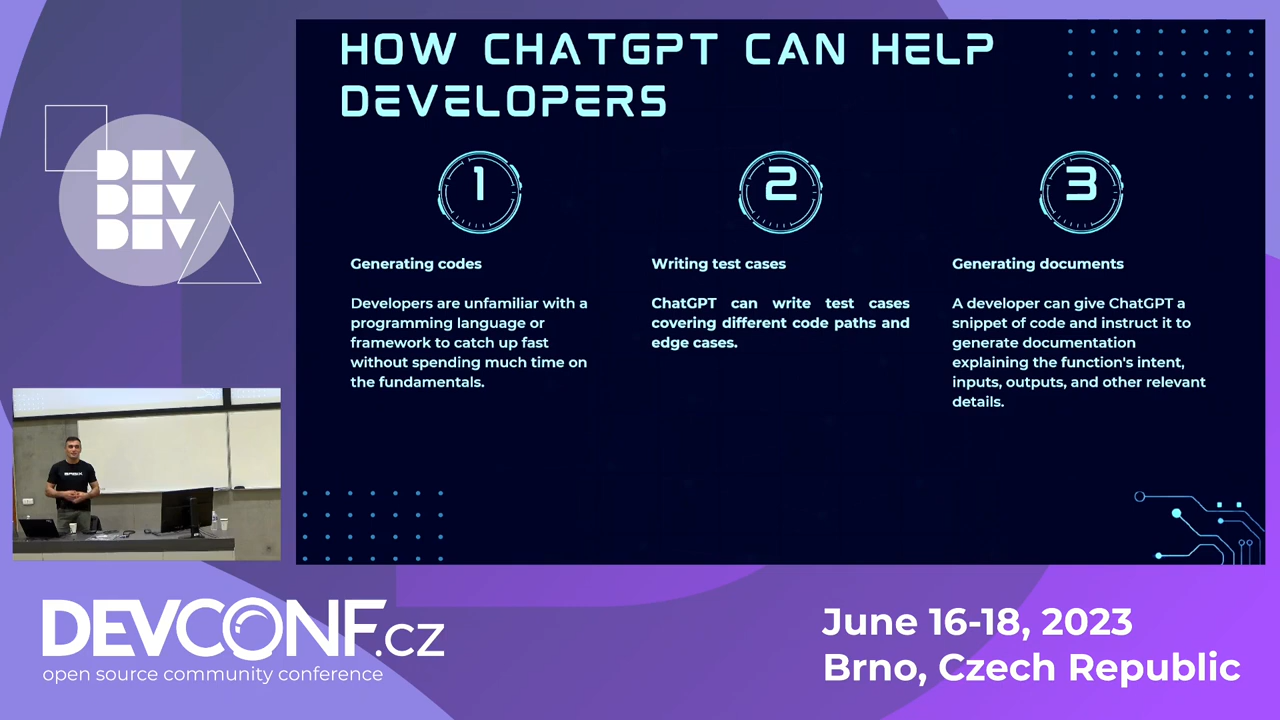 HOW CHATGPT CAN HELP
DEVELOPERS
1
Generating codes
Developers are unfamiliar with a
programming language or
framework to catch up fast
without spending much time on
the fundamentals.
2
Writing test cases
ChatGPT can write test cases
covering different code paths and
edge cases.
3
Generating documents
A developer can give ChatGPT a
snippet of code and instruct it to
generate documentation
explaining the function's intent,
inputs, outputs, and other relevant
details.
DEV
DEV
DEV
DEVCONF.cz
open source community conference
June 16-18, 2023
Brno, Czech Republic